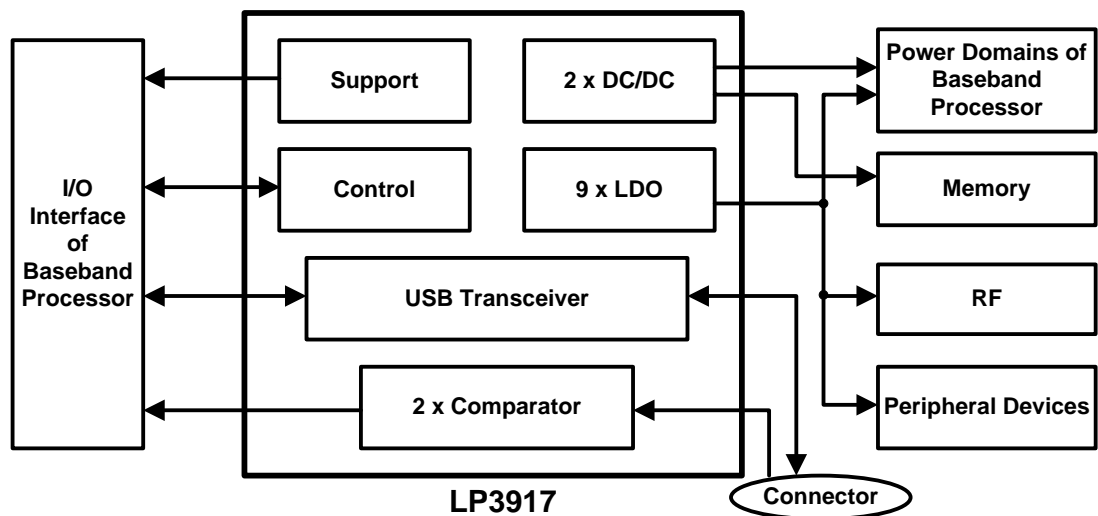 I/O
Interface
of
Baseband
Processor
Support
2 x DC/DC
Control
9 x LDO
USB Transceiver
2 x Comparator
LP3917
Power Domains of
Baseband
Processor
Memory
RF
Peripheral Devices
Connector